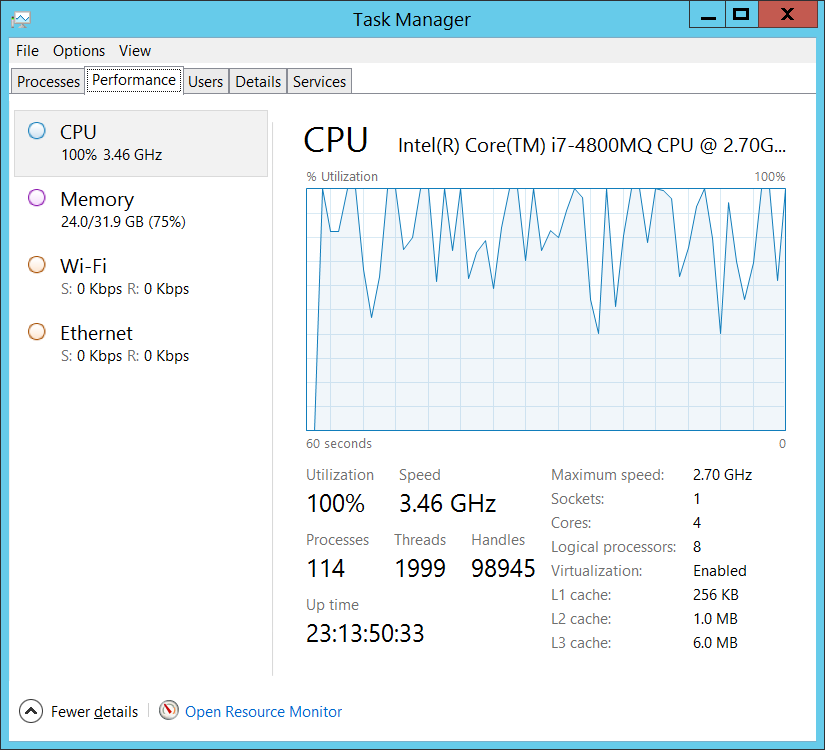 Task Manager
File Options View
Processes Performance Users Details Services
CPU
100% 3.46 GHz
Memory
24.0/31.9 GB (75%)
Wi-Fi
S: 0 Kbps R: 0 Kbps
Ethernet
S: 0 Kbps R: 0 Kbps
CPU Intel(R) Core(TM) i7-4800MQ CPU @ 2.70G...
% Utilization 100%
60 seconds 0
Utilization Speed
100% 3.46 GHz
Processes Threads Handles
114 1999 98945
Up time
23:13:50:33
Maximum speed: 2.70 GHz
Sockets: 1
Cores: 4
Logical processors: 8
Virtualization: Enabled
L1 cache: 256 KB
L2 cache: 1.0 MB
L3 cache: 6.0 MB
Fewer details Open Resource Monitor